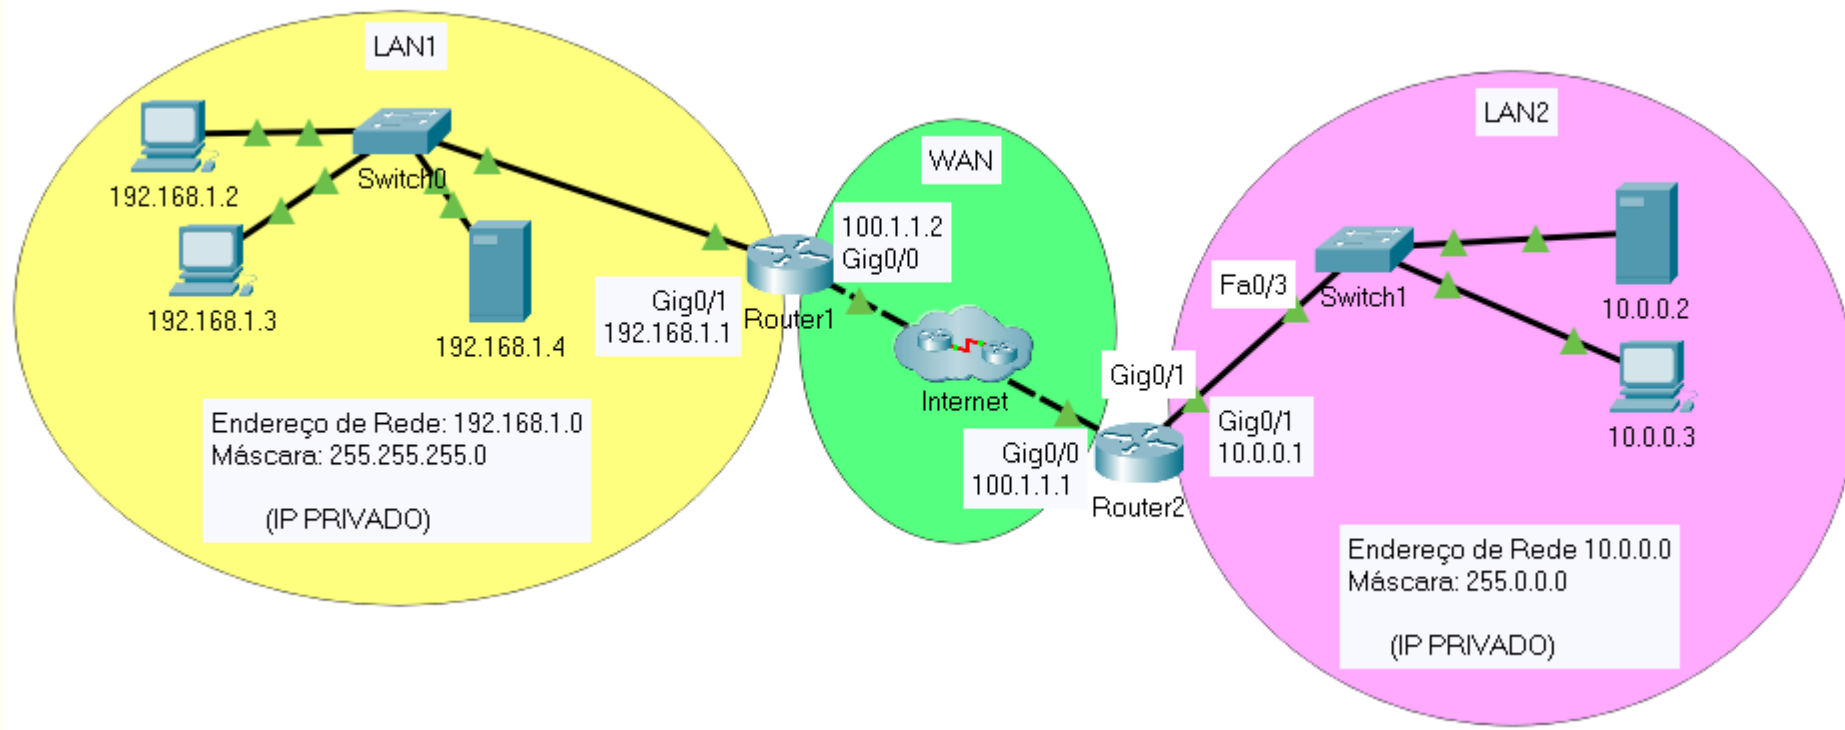 LAN1
192.168.1.2
Switch0
192.168.1.3
192.168.1.4
Gig0/1
192.168.1.1
Router1
Endereço de Rede: 192.168.1.0
Máscara: 255.255.255.0
(IP PRIVADO)
WAN
100.1.1.2
Gig0/0
Internet
Gig0/0
100.1.1.1
Gig0/1
Router2
LAN2
Fa0/3
Switch1
10.0.0.2
10.0.0.3
Gig0/1
10.0.0.1
Endereço de Rede 10.0.0.0
Máscara: 255.0.0.0
(IP PRIVADO)